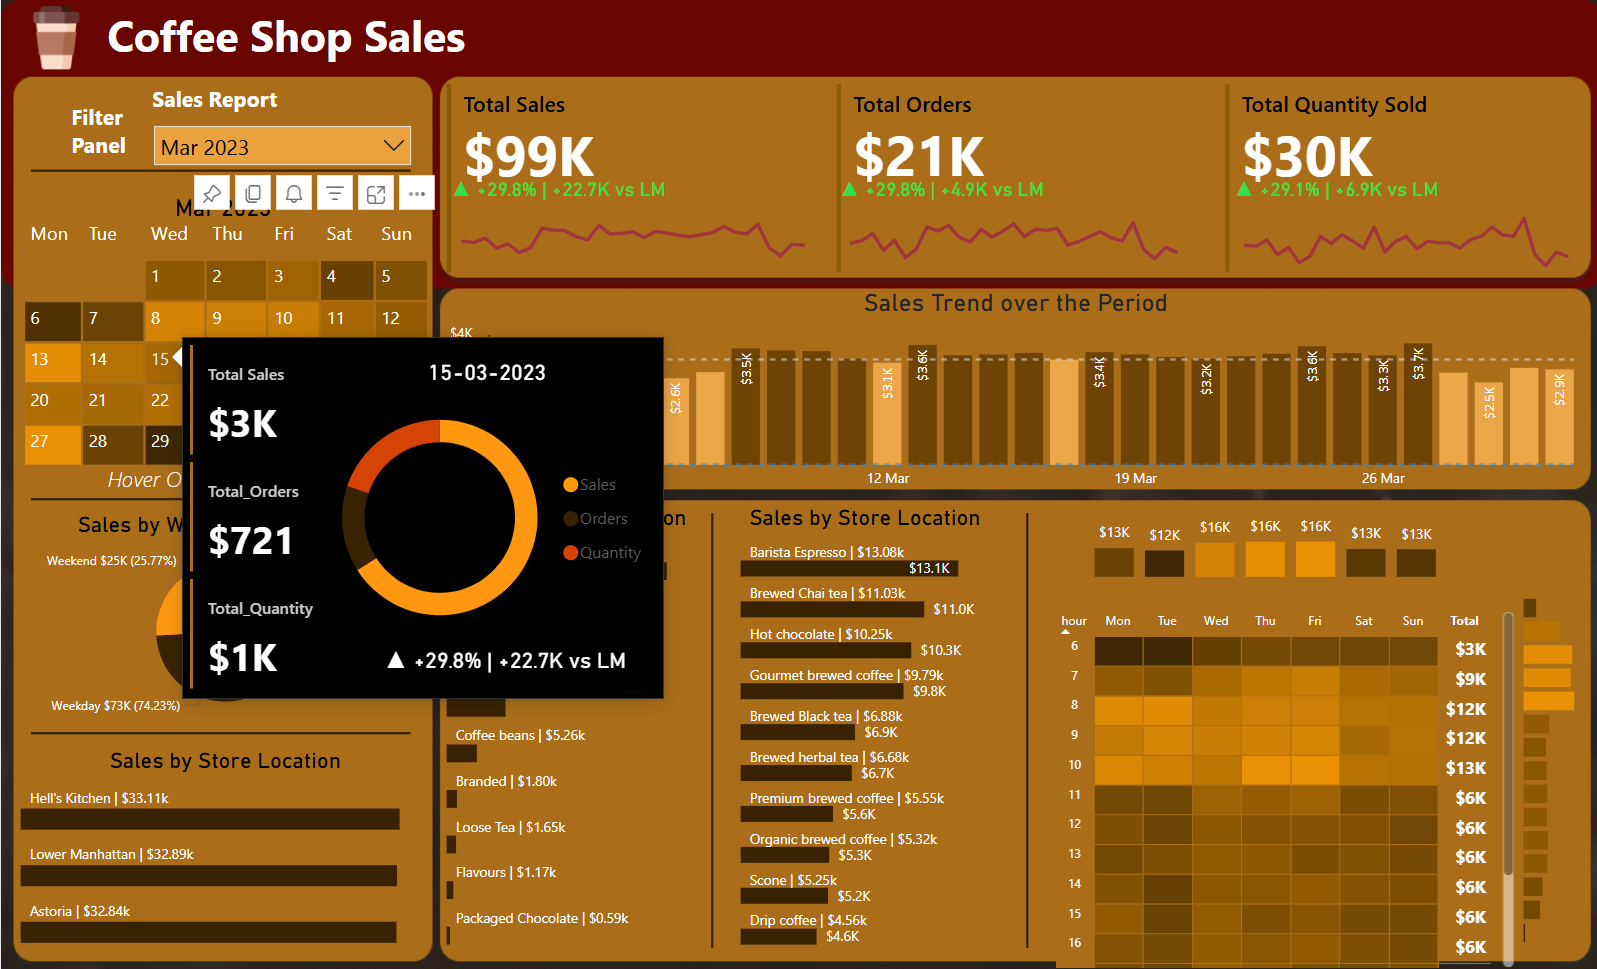 Coffee Shop Sales
Filter
Panel
Sales Report
Mar 2023
Mar 2023
Mon Tue Wed Thu Fri Sat Sun
1 2 3 4 5
6 7 8 9 10 11 12
13 14 15
20 21 22
27 28 29
Hover O
Sales by W
Weekend $25K (25.77%)
Weekday $73K (74.23%)
Sales by Store Location
Hell's Kitchen | $33.11k
Lower Manhattan | $32.89k
Astoria | $32.84k
Total Sales
$99K
+29.8% | +22.7K vs LM
Total Orders
$21K
+29.8% | +4.9K vs LM
Total Quantity Sold
$30K
+29.1% | +6.9K vs LM
Sales Trend over the Period
$4K
$2.6K
$3.5K
$3.1K
$3.6K
$3.4K
$3.2K
$3.6K
$3.3K
$3.7K
$2.5K
$2.9K
12 Mar
19 Mar
26 Mar
Total Sales
$3K
Total_Orders
$721
Total_Quantity
$1K
15-03-2023
Sales
Orders
Quantity
+29.8% | +22.7K vs LM
on
Coffee beans | $5.26k
Branded | $1.80k
Loose Tea | $1.65k
Flavours | $1.17k
Packaged Chocolate | $0.59k
Sales by Store Location
Barista Espresso | $13.08k
$13.1K
Brewed Chai tea | $11.03k
$11.0K
Hot chocolate | $10.25k
$10.3K
Gourmet brewed coffee | $9.79k
$9.8K
Brewed Black tea | $6.88k
$6.9K
Brewed herbal tea | $6.68k
$6.7K
Premium brewed coffee | $5.55k
$5.6K
Organic brewed coffee | $5.32k
$5.3K
Scone | $5.25k
$5.2K
Drip coffee | $4.56k
$4.6K
$13K $12K $16K $16K $16K $13K $13K
hour Mon Tue Wed Thu Fri Sat Sun Total
6 $3K
7 $9K
8 $12K
9 $12K
10 $13K
11 $6K
12 $6K
13 $6K
14 $6K
15 $6K
16 $6K